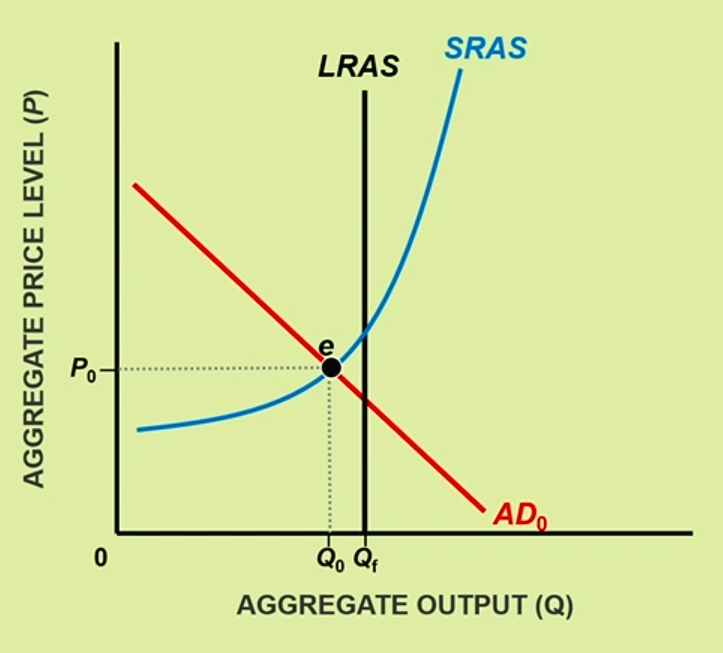 SRAS
LRAS
AGGREGATE PRICE LEVEL (P)
e
P₀
AD₀
0
Q₀ Qf
AGGREGATE OUTPUT (Q)